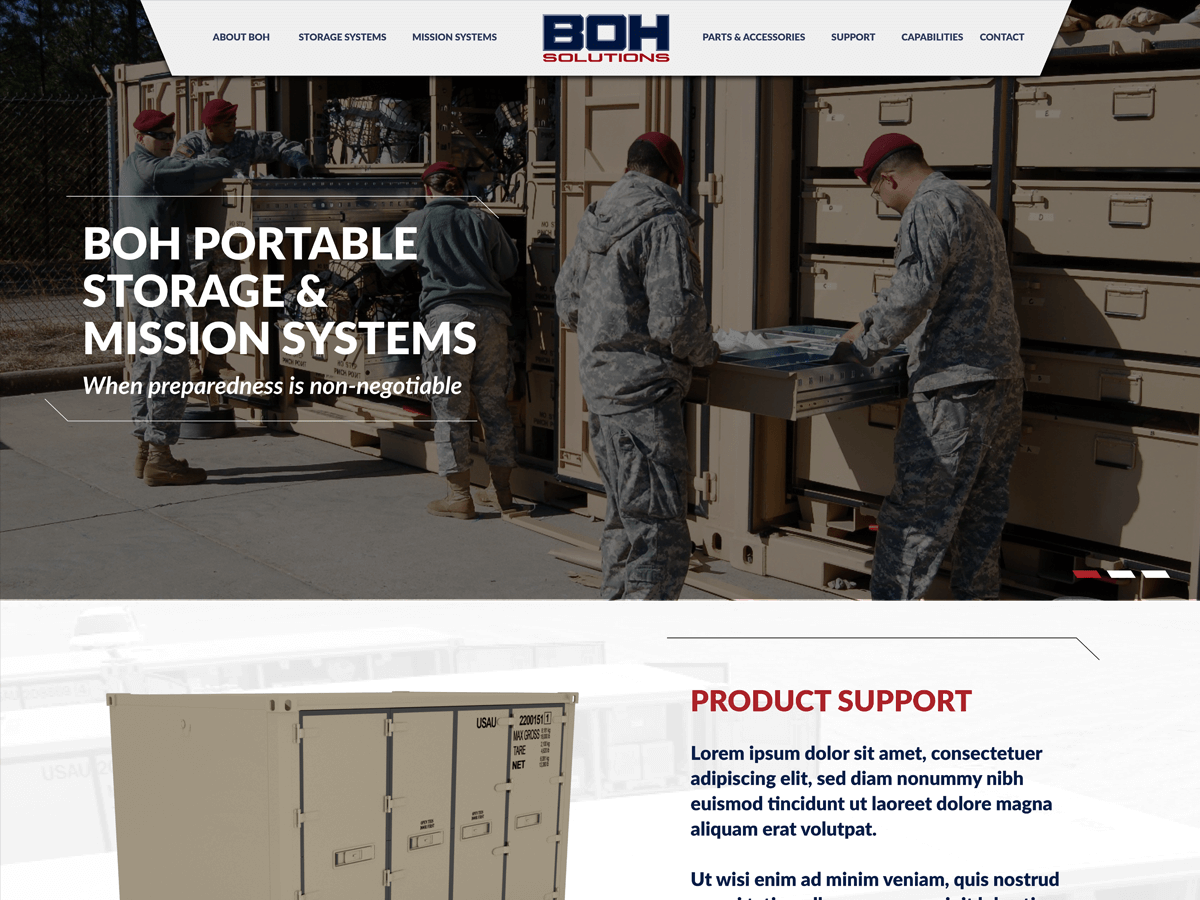 ABOUT BOH
STORAGE SYSTEMS
MISSION SYSTEMS
BOH
SOLUTIONS
PARTS & ACCESSORIES
SUPPORT
CAPABILITIES
CONTACT
BOH PORTABLE
STORAGE &
MISSION SYSTEMS
When preparedness is non-negotiable
PRODUCT SUPPORT
Lorem ipsum dolor sit amet, consectetuer
adipiscing elit, sed diam nonummy nibh
euismod tincidunt ut laoreet dolore magna
aliquam erat volutpat.
Ut wisi enim ad minim veniam, quis nostrud
USAU 2200151 1
MAX GROSS
TARE
NET